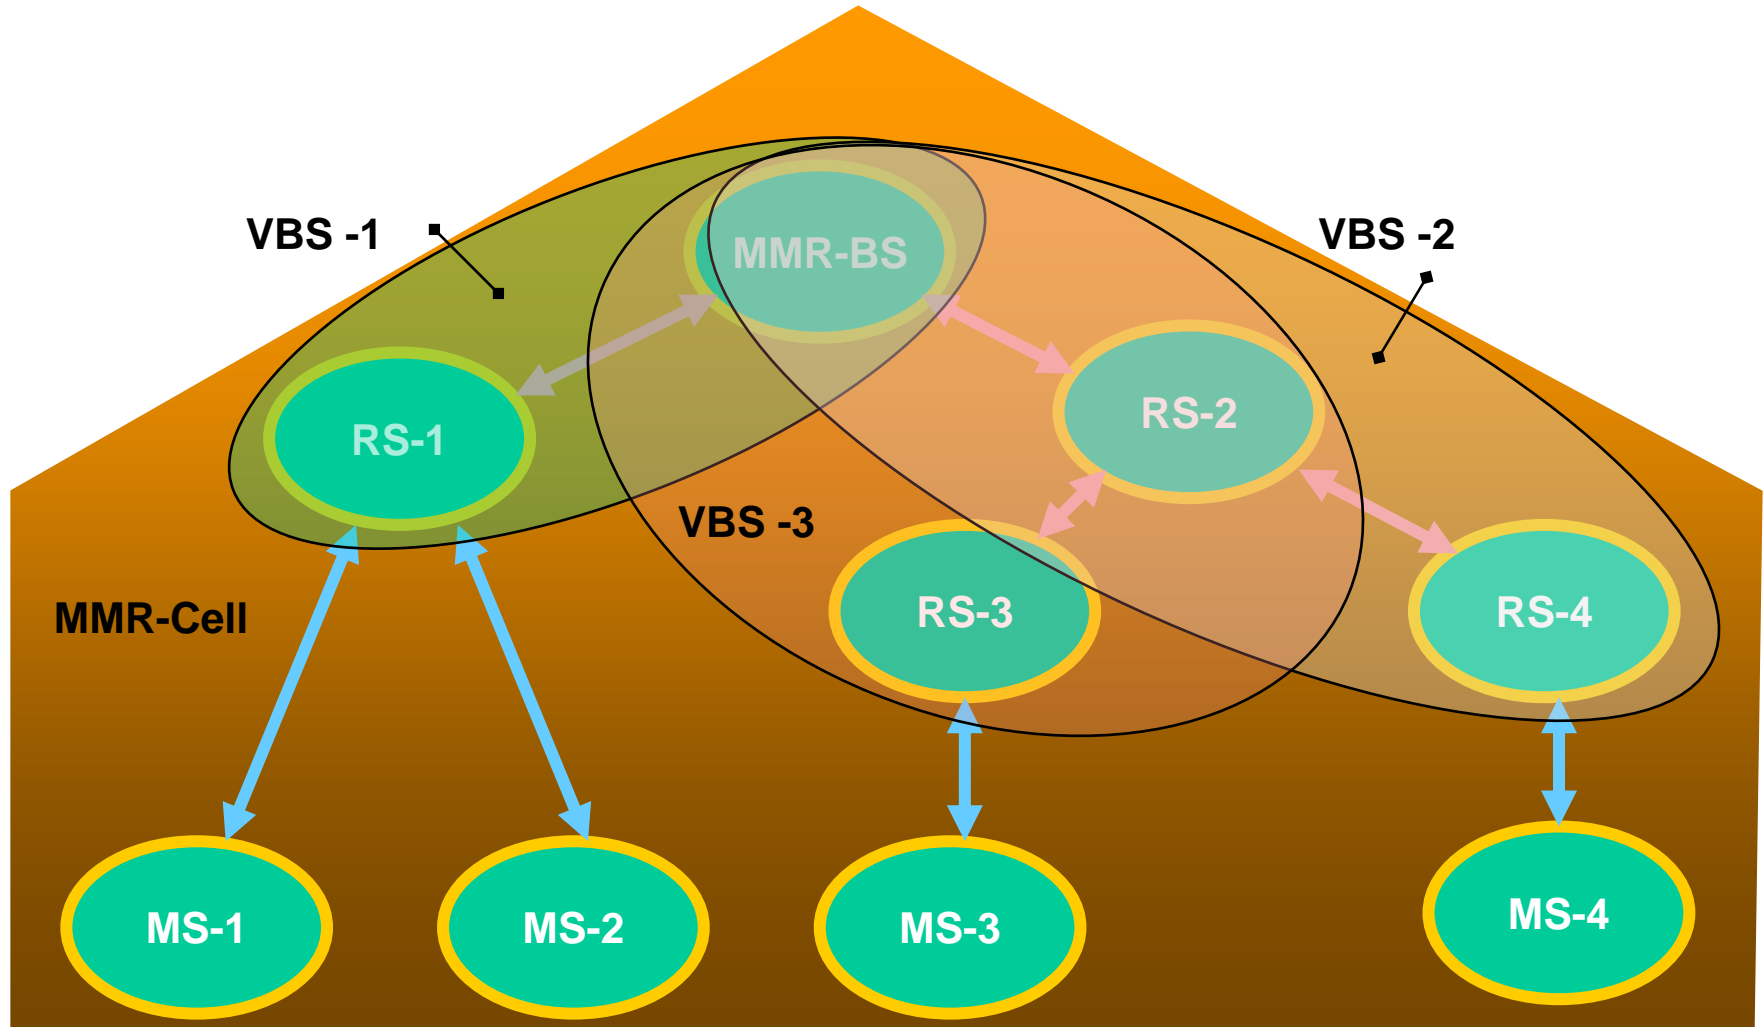 VBS -1
VBS -2
MMR-BS
RS-1
RS-2
VBS -3
MMR-Cell
RS-3
RS-4
MS-1
MS-2
MS-3
MS-4